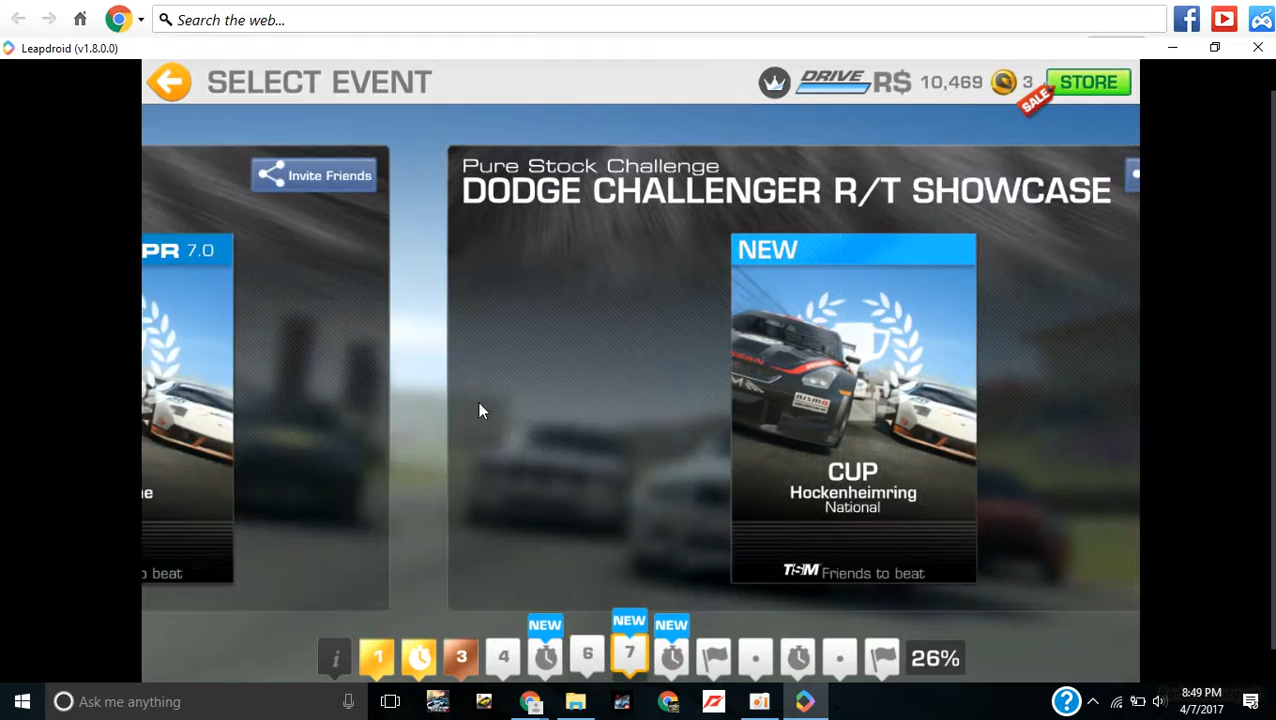 Search the web...
Leapdroid (v1.8.0.0)
SELECT EVENT
DRIVE R$ 10,469 3 STORE
SALE
Invite Friends
Pure Stock Challenge
DODGE CHALLENGER R/T SHOWCASE
PR 7.0
NEW
CUP
Hockenheimring
National
ne
TSM Friends to beat
o beat
NEW NEW NEW
i 1 3 4 6 7 26%
Ask me anything
8:49 PM
4/7/2017